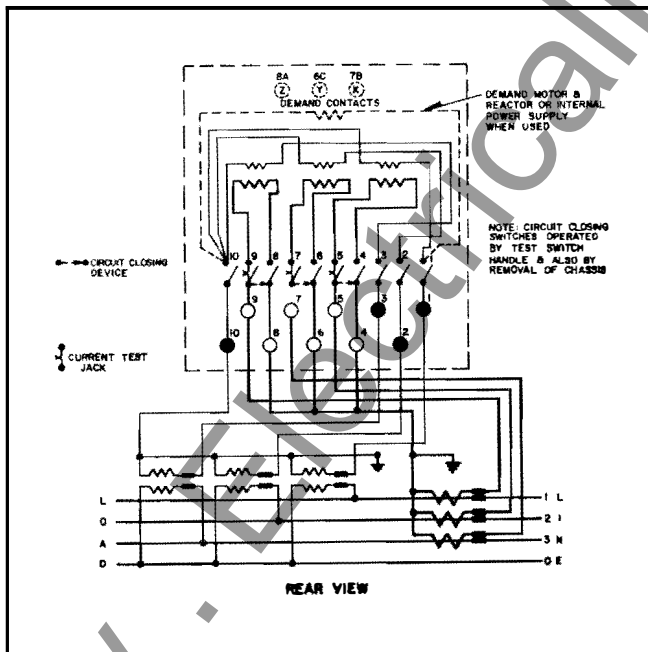 8A 6C 7B
Z Y K
DEMAND CONTACTS
DEMAND MOTOR &
REACTOR OR INTERNAL
POWER SUPPLY
WHEN USED
NOTE: CIRCUIT CLOSING
SWITCHES OPERATED
BY TEST SWITCH
HANDLE & ALSO BY
REMOVAL OF CHASSIS
10 9 8 7 6 5 4 3 2 1
CIRCUIT CLOSING
DEVICE
9 7 5 3 1
10 8 6 4 2
CURRENT TEST
JACK
L 1 L
O 2 I
A 3 N
D 0 E
REAR VIEW
. Electrical